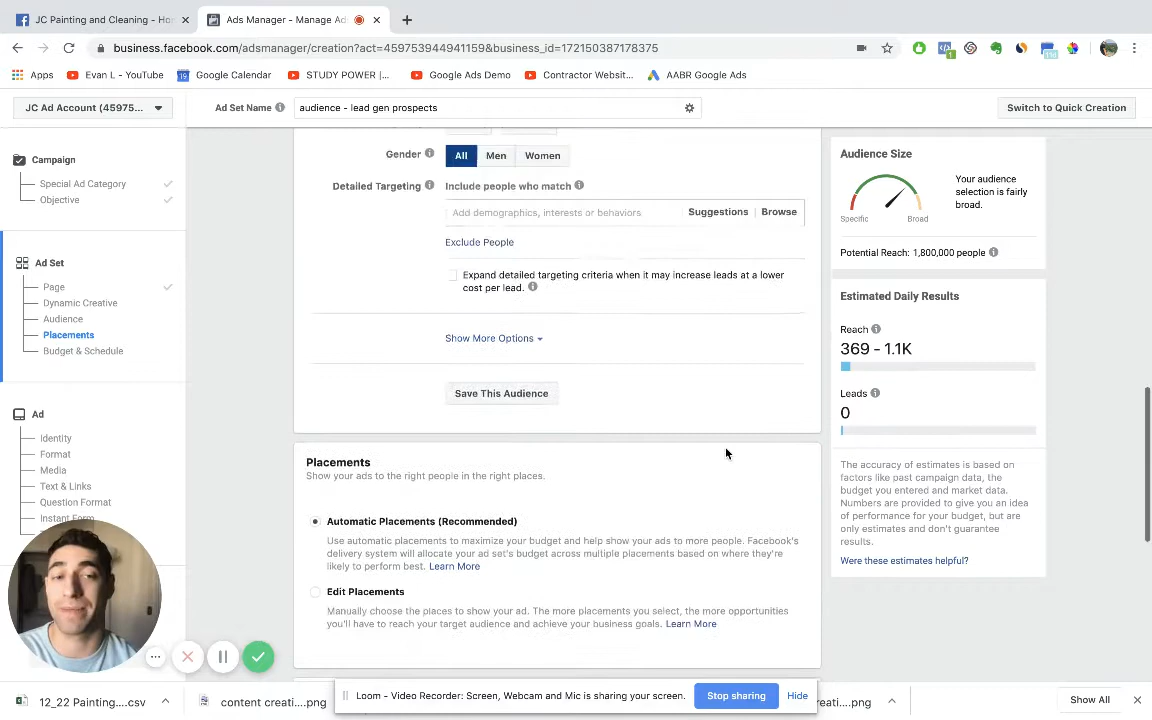 JC Painting and Cleaning - Ho
Ads Manager - Manage Ads
business.facebook.com/adsmanager/creation?act=459753944941159&business_id=172150387178375
Apps
Evan L - YouTube
Google Calendar
STUDY POWER |...
Google Ads Demo
Contractor Websit...
AABR Google Ads
JC Ad Account (45975...
Ad Set Name
audience - lead gen prospects
Switch to Quick Creation
Campaign
Special Ad Category
Objective
Ad Set
Page
Dynamic Creative
Audience
Placements
Budget & Schedule
Ad
Identity
Format
Media
Text & Links
Question Format
Instant Form
Gender
All
Men
Women
Detailed Targeting
Include people who match
Add demographics, interests or behaviors
Suggestions
Browse
Exclude People
Expand detailed targeting criteria when it may increase leads at a lower
cost per lead.
Show More Options
Save This Audience
Placements
Show your ads to the right people in the right places.
Automatic Placements (Recommended)
Use automatic placements to maximize your budget and help show your ads to more people. Facebook's
delivery system will allocate your ad set's budget across multiple placements based on where they're
likely to perform best. Learn More
Edit Placements
Manually choose the places to show your ad. The more placements you select, the more opportunities
you'll have to reach your target audience and achieve your business goals. Learn More
Audience Size
Specific
Broad
Your audience
selection is fairly
broad.
Potential Reach: 1,800,000 people
Estimated Daily Results
Reach
369 - 1.1K
Leads
0
The accuracy of estimates is based on
factors like past campaign data, the
budget you entered and market data.
Numbers are provided to give you an idea
of performance for your budget, but are
only estimates and don't guarantee
results.
Were these estimates helpful?
12_22 Painting....csv
content creati....png
Loom - Video Recorder: Screen, Webcam and Mic is sharing your screen.
Stop sharing
Hide
eati....png
Show All